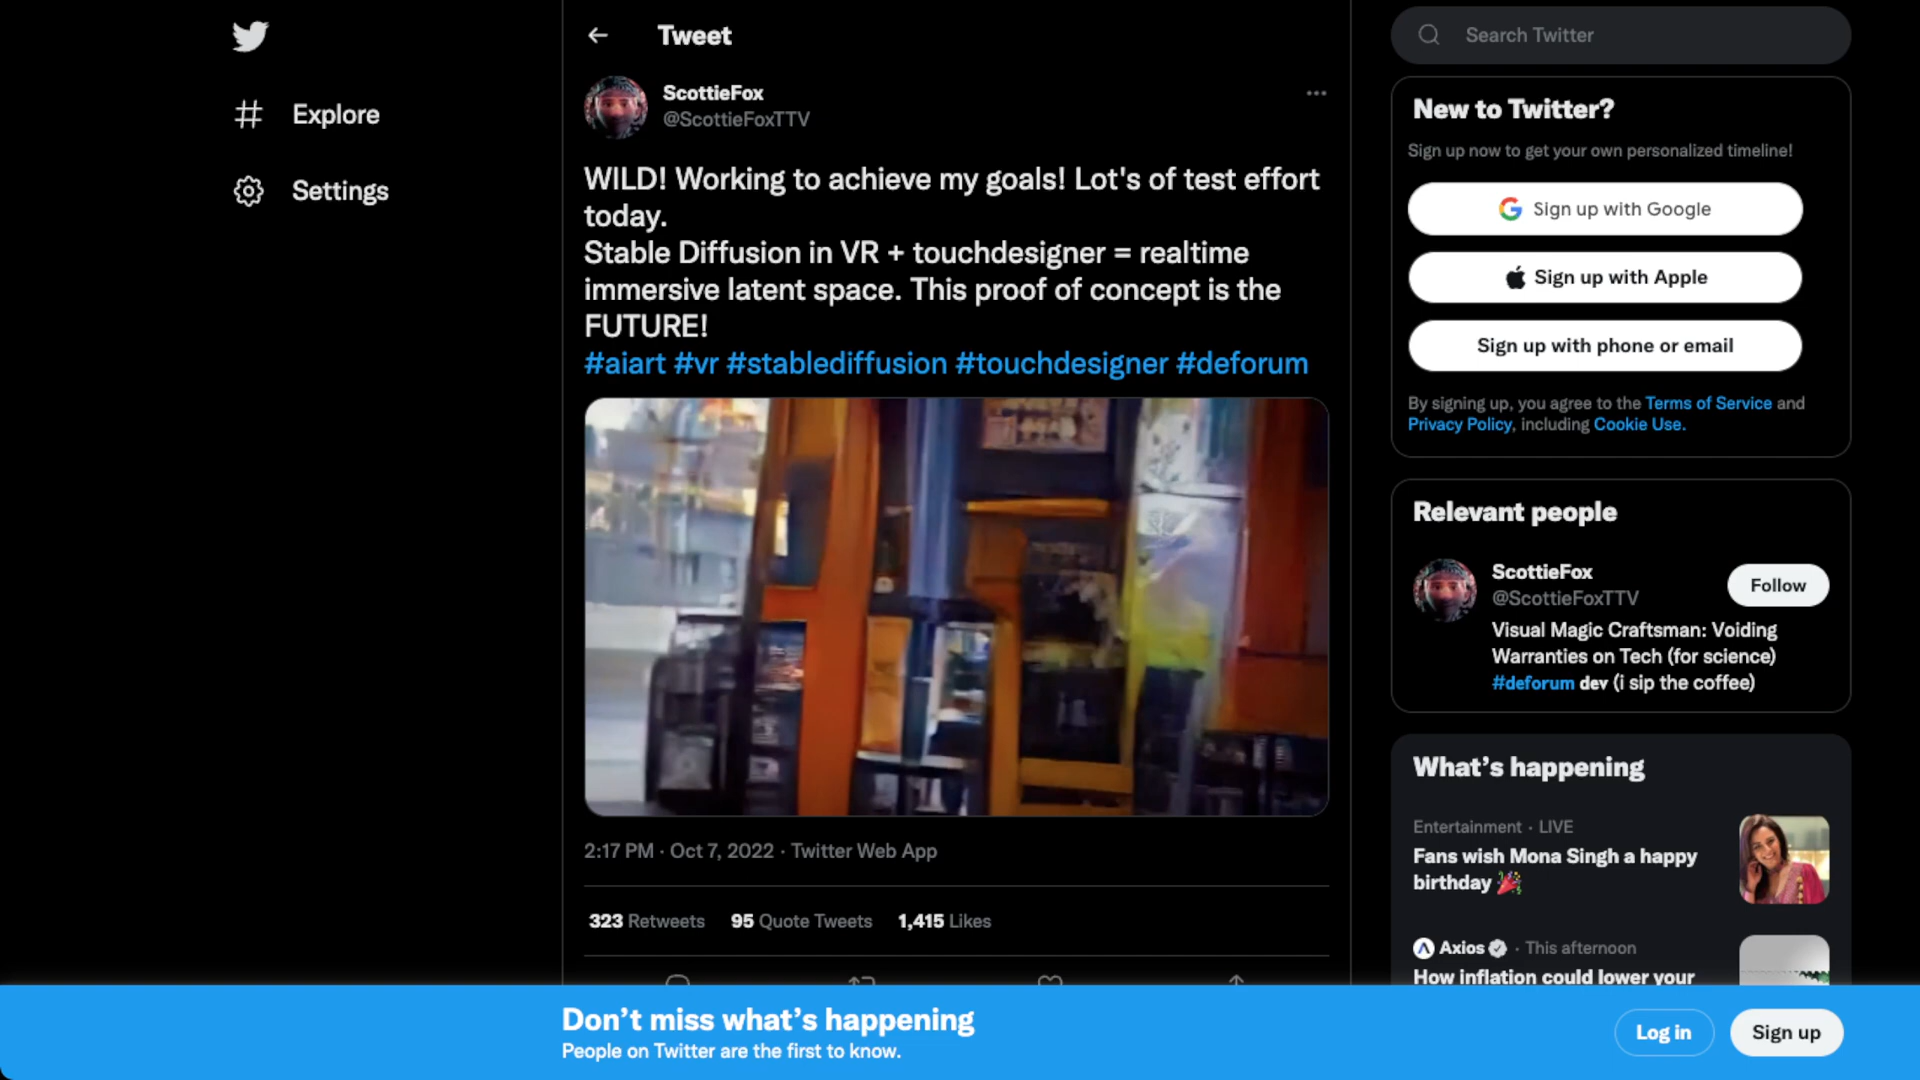 Tweet
Search Twitter
Explore
Settings
ScottieFox
@ScottieFoxTTV
WILD! Working to achieve my goals! Lot's of test effort
today.
Stable Diffusion in VR + touchdesigner = realtime
immersive latent space. This proof of concept is the
FUTURE!
#aiart #vr #stablediffusion #touchdesigner #deforum
2:17 PM · Oct 7, 2022 · Twitter Web App
323 Retweets 95 Quote Tweets 1,415 Likes
New to Twitter?
Sign up now to get your own personalized timeline!
Sign up with Google
Sign up with Apple
Sign up with phone or email
By signing up, you agree to the Terms of Service and
Privacy Policy, including Cookie Use.
Relevant people
ScottieFox
@ScottieFoxTTV
Follow
Visual Magic Craftsman: Voiding
Warranties on Tech (for science)
#deforum dev (i sip the coffee)
What's happening
Entertainment · LIVE
Fans wish Mona Singh a happy
birthday 🎉
Axios · This afternoon
How inflation could lower your
Don't miss what's happening
People on Twitter are the first to know.
Log in
Sign up